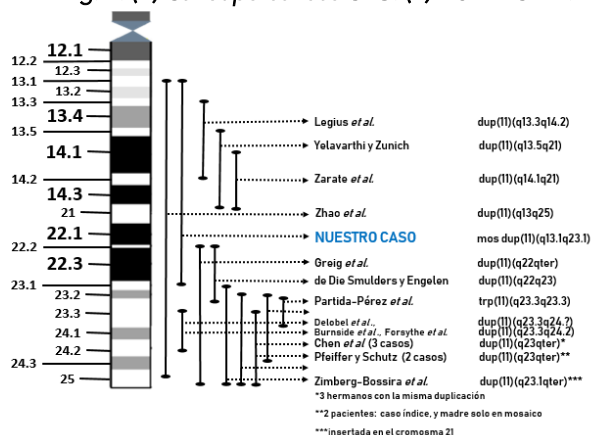 12.1
12.2
12.3
13.1
13.2
13.3
13.4
13.5
14.1
14.2
14.3
21
22.1
22.2
22.3
23.1
23.2
23.3
24.1
24.2
24.3
25
Legius et al. dup(11)(q13.3q14.2)
Yelavarthi y Zunich dup(11)(q13.5q21)
Zarate et al. dup(11)(q14.1q21)
Zhao et al. dup(11)(q13q25)
NUESTRO CASO mos dup(11)(q13.1q23.1)
Greig et al. dup(11)(q22qter)
de Die Smulders y Engelen dup(11)(q22q23)
Partida-Pérez et al. trp(11)(q23.3q23.3)
Delobel et al., dup(11)(q23.3q24.?)
Burnside et al., Forsythe et al. dup(11)(q23.3q24.2)
Chen et al (3 casos) dup(11)(q23qter)*
Pfeiffer y Schutz (2 casos) dup(11)(q23qter)**
Zimberg-Bossira et al. dup(11)(q23.1qter)***
*3 hermanos con la misma duplicación
**2 pacientes: caso índice, y madre solo en mosaico
***insertada en el cromosma 21